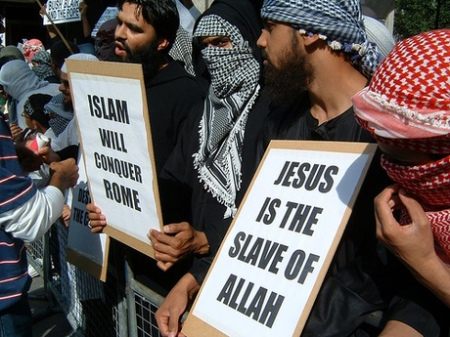 ISLAM
WILL
CONQUER
ROME
JESUS
IS THE
SLAVE OF
ALLAH